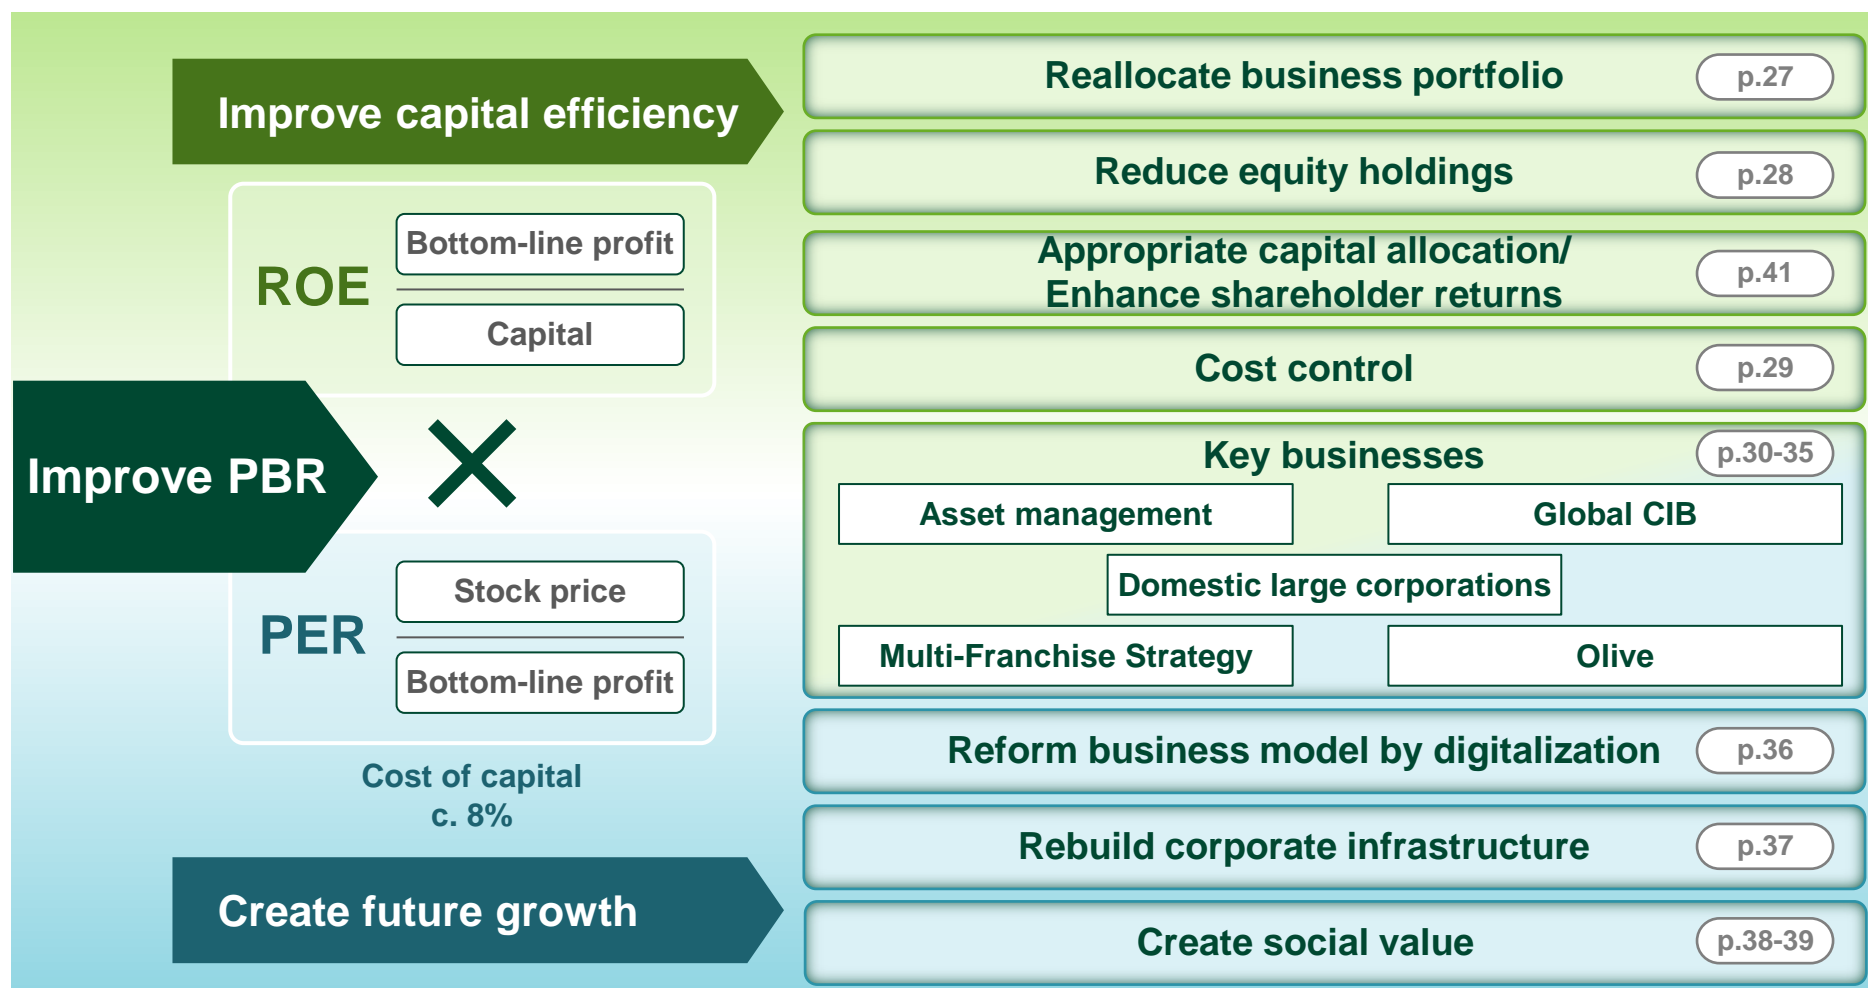 Improve PBR
Improve capital efficiency
ROE
Bottom-line profit
Capital
×
PER
Stock price
Bottom-line profit
Cost of capital
c. 8%
Create future growth
Reallocate business portfolio
p.27
Reduce equity holdings
p.28
Appropriate capital allocation/
Enhance shareholder returns
p.41
Cost control
p.29
Key businesses
p.30-35
Asset management
Global CIB
Domestic large corporations
Multi-Franchise Strategy
Olive
Reform business model by digitalization
p.36
Rebuild corporate infrastructure
p.37
Create social value
p.38-39